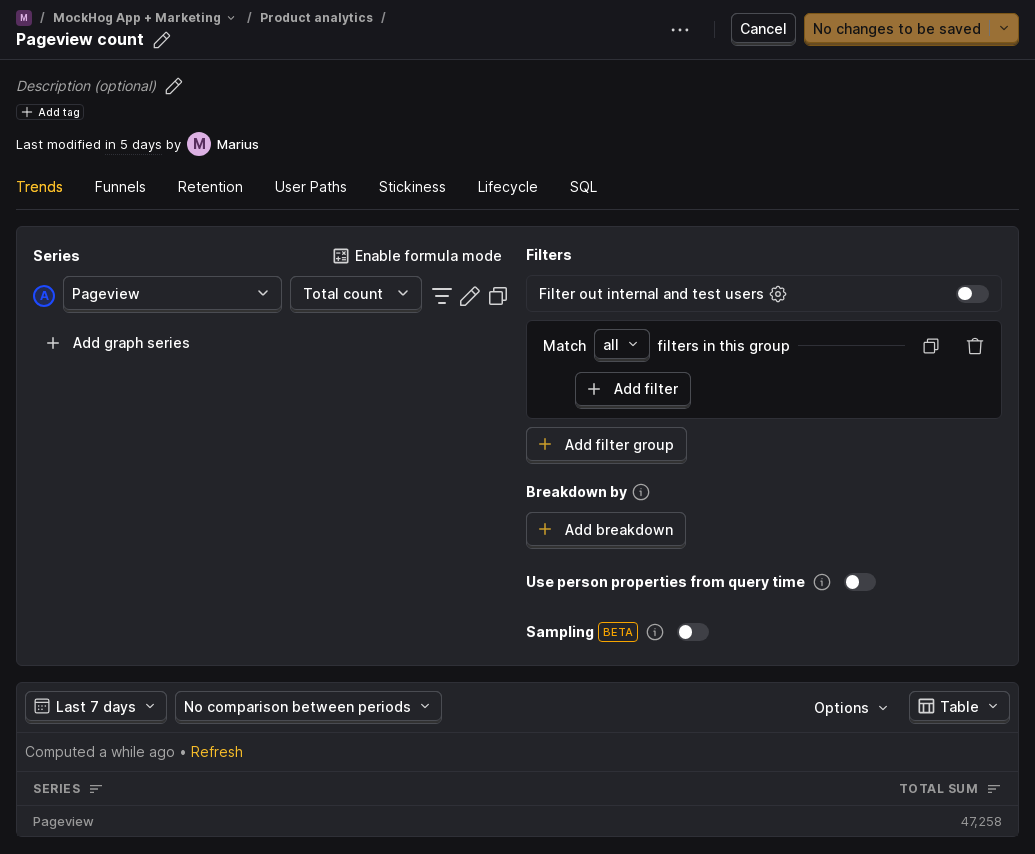 M / MockHog App + Marketing / Product analytics /
Pageview count
Cancel
No changes to be saved
Description (optional)
Add tag
Last modified in 5 days by M Marius
Trends Funnels Retention User Paths Stickiness Lifecycle SQL
Series
Enable formula mode
A Pageview Total count
Add graph series
Filters
Filter out internal and test users
Match all filters in this group
Add filter
Add filter group
Breakdown by
Add breakdown
Use person properties from query time
Sampling BETA
Last 7 days No comparison between periods Options Table
Computed a while ago • Refresh
SERIES TOTAL SUM
Pageview 47,258